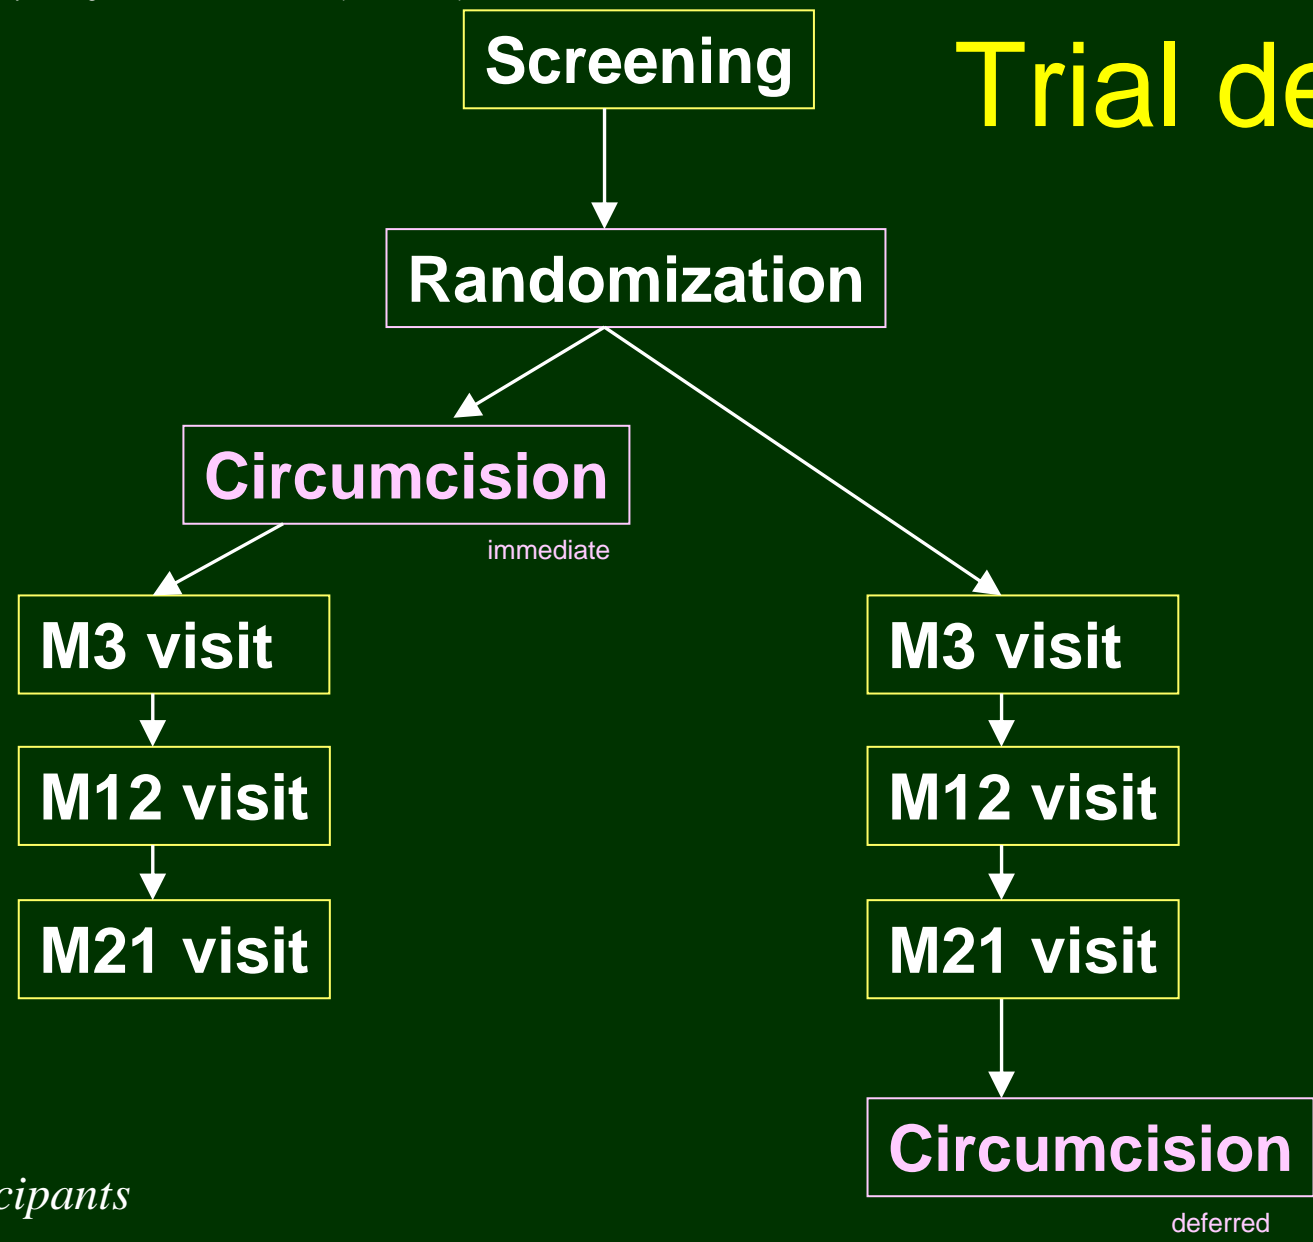 Screening
Trial de
Randomization
Circumcision
immediate
M3 visit
M3 visit
M12 visit
M12 visit
M21 visit
M21 visit
Circumcision
cipants
deferred